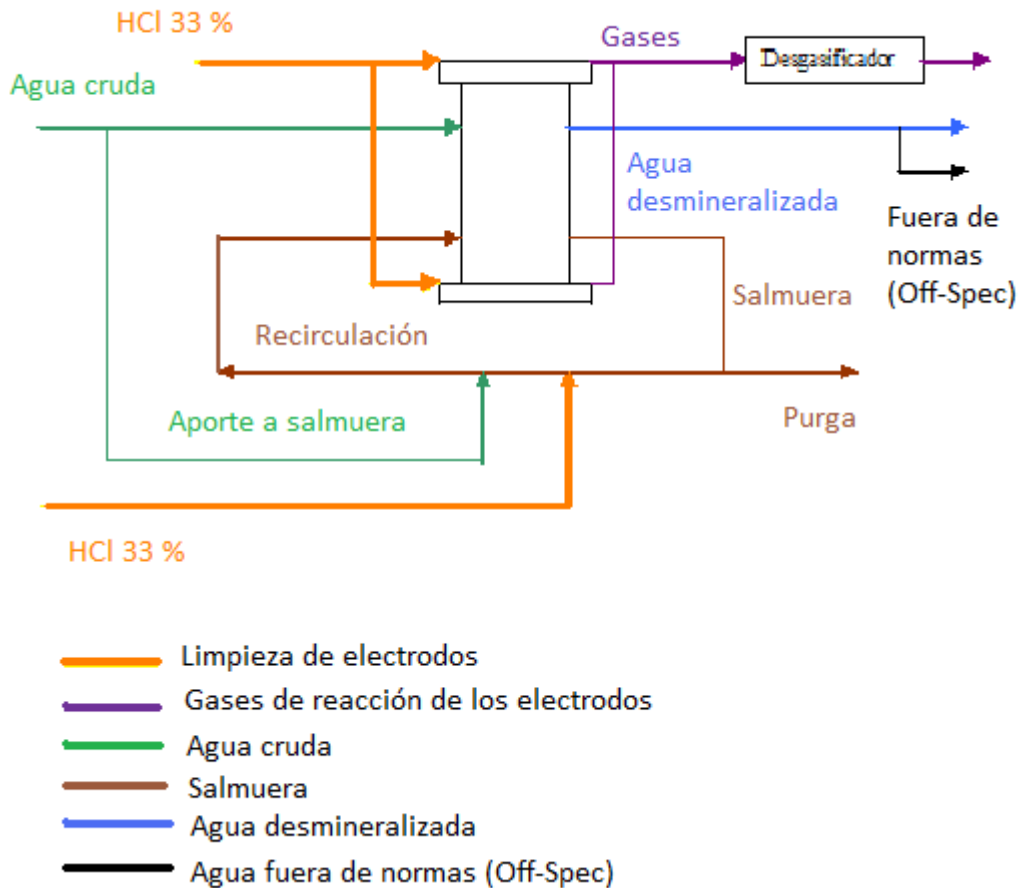 HCl 33 %
Gases
Desgasificador
Agua cruda
Agua
desmineralizada
Fuera de
normas
(Off-Spec)
Salmuera
Recirculación
Aporte a salmuera
Purga
HCl 33 %
Limpieza de electrodos
Gases de reacción de los electrodos
Agua cruda
Salmuera
Agua desmineralizada
Agua fuera de normas (Off-Spec)